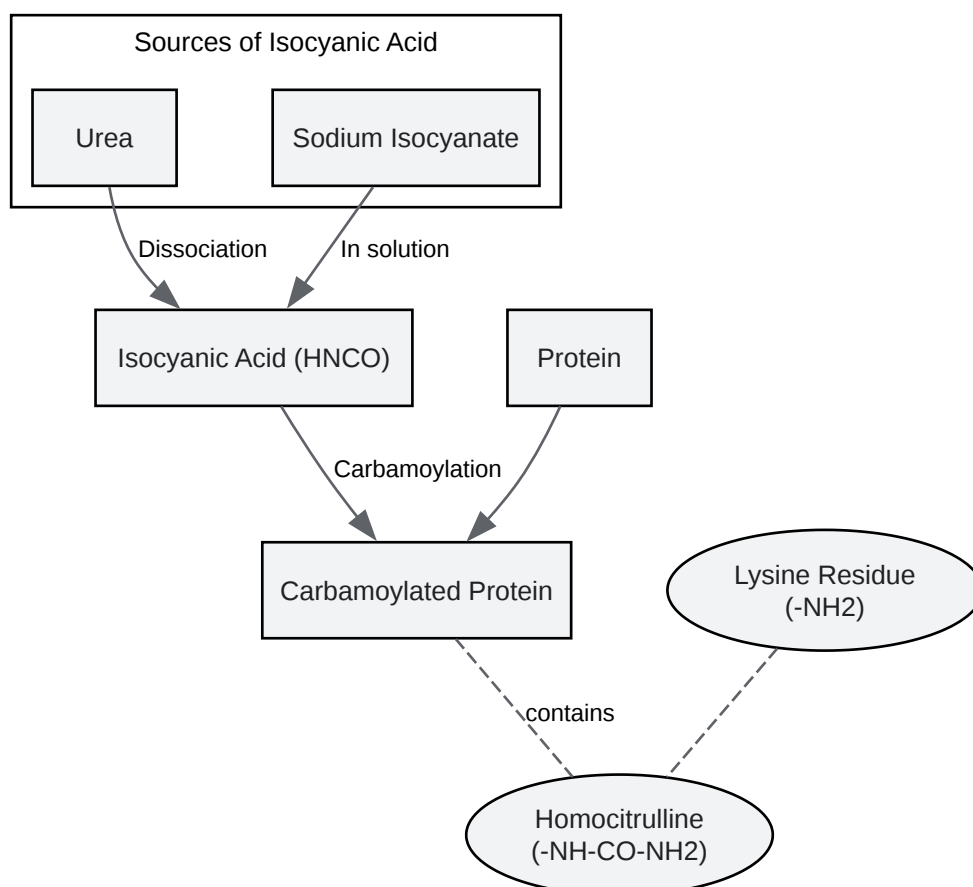 Sources of Isocyanic Acid
Urea
Sodium Isocyanate
Dissociation
In solution
Isocyanic Acid (HNCO)
Protein
Carbamoylation
Carbamoylated Protein
Lysine Residue
(-NH2)
contains
Homocitrulline
(-NH-CO-NH2)